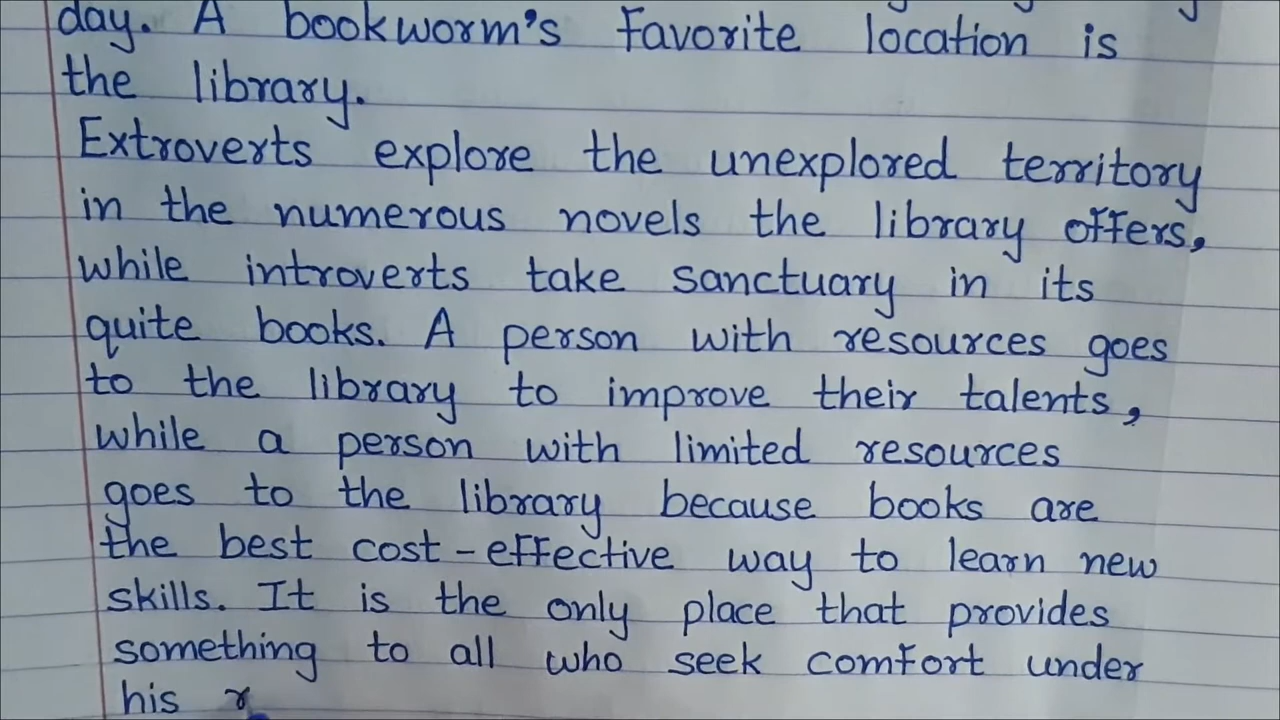 day. A bookworm's favorite location is
the library.
Extroverts explore the unexplored territory
in the numerous novels the library offers,
while introverts take sanctuary in its
quite books. A person with resources goes
to the library to improve their talents,
while a person with limited resources
goes to the library because books are
the best cost-effective way to learn new
skills. It is the only place that provides
something to all who seek comfort under
his r